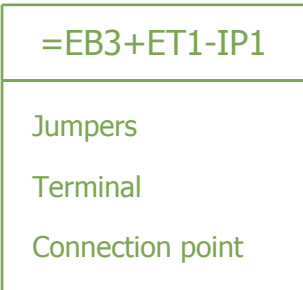 =EB3+ET1-IP1
Jumpers
Terminal
Connection point